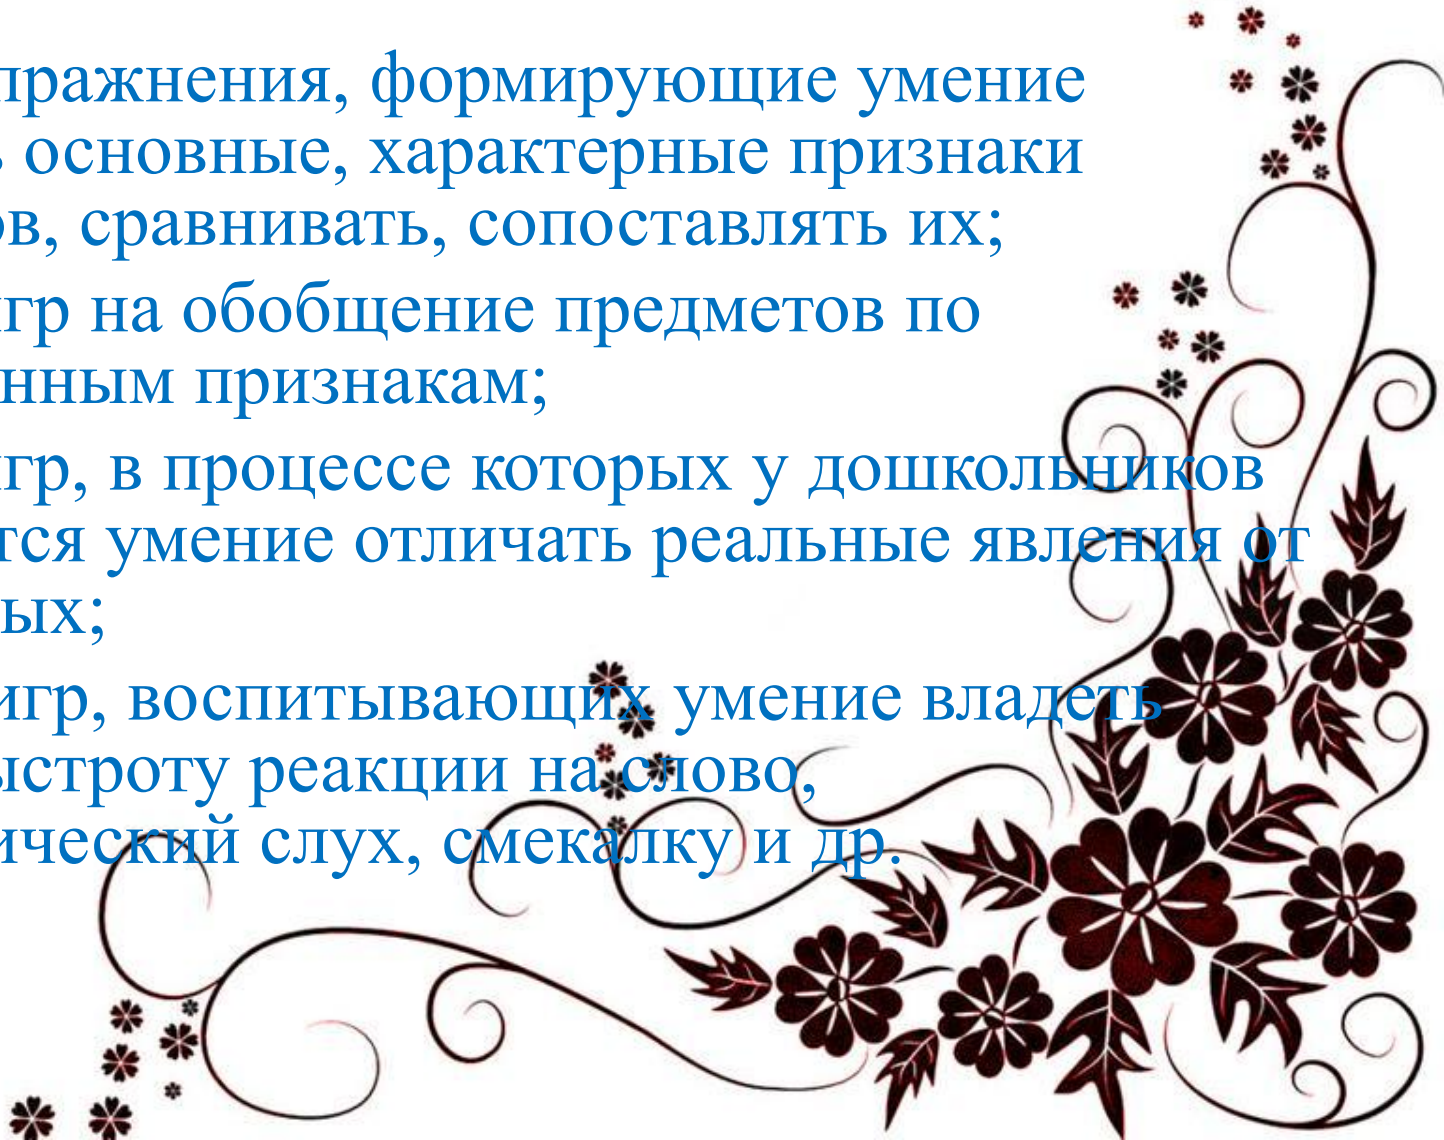 пражнения, формирующие умение
ь основные, характерные признаки
ов, сравнивать, сопоставлять их;
игр на обобщение предметов по
нным признакам;
игр, в процессе которых у дошкольников
тся умение отличать реальные явления от
ых;
игр, воспитывающих умение владеть
ыстроту реакции на слово,
ический слух, смекалку и др.